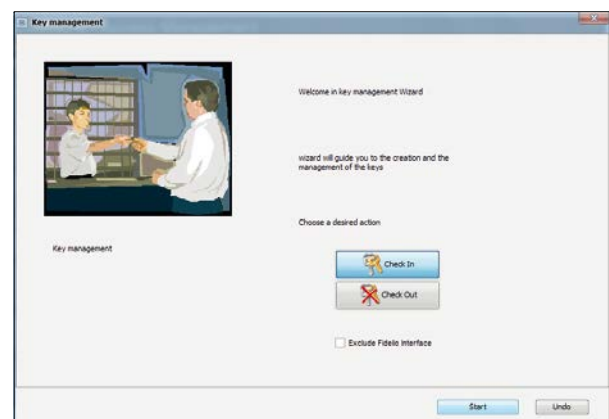 Key management
Welcome in key management Wizard
wizard will guide you to the creation and the
management of the keys
Choose a desired action
Key management
Check In
Check Out
Exclude Fidelio Interface
Start
Undo